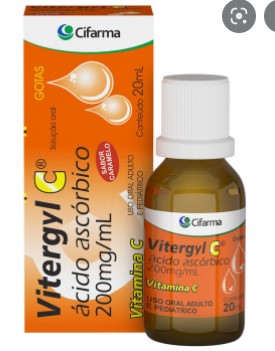 Cifarma
GOTAS
Solução oral
Conteúdo 20mL
Vitergyl C®
ácido ascórbico
200mg/mL
SABOR
CARAMELO
USO ORAL ADULTO
E PEDIÁTRICO
Vitamina C
Cifarma
Vitergyl C®
ácido ascórbico
200mg/mL
Vitamina C
USO ORAL ADULTO
E PEDIÁTRICO
20